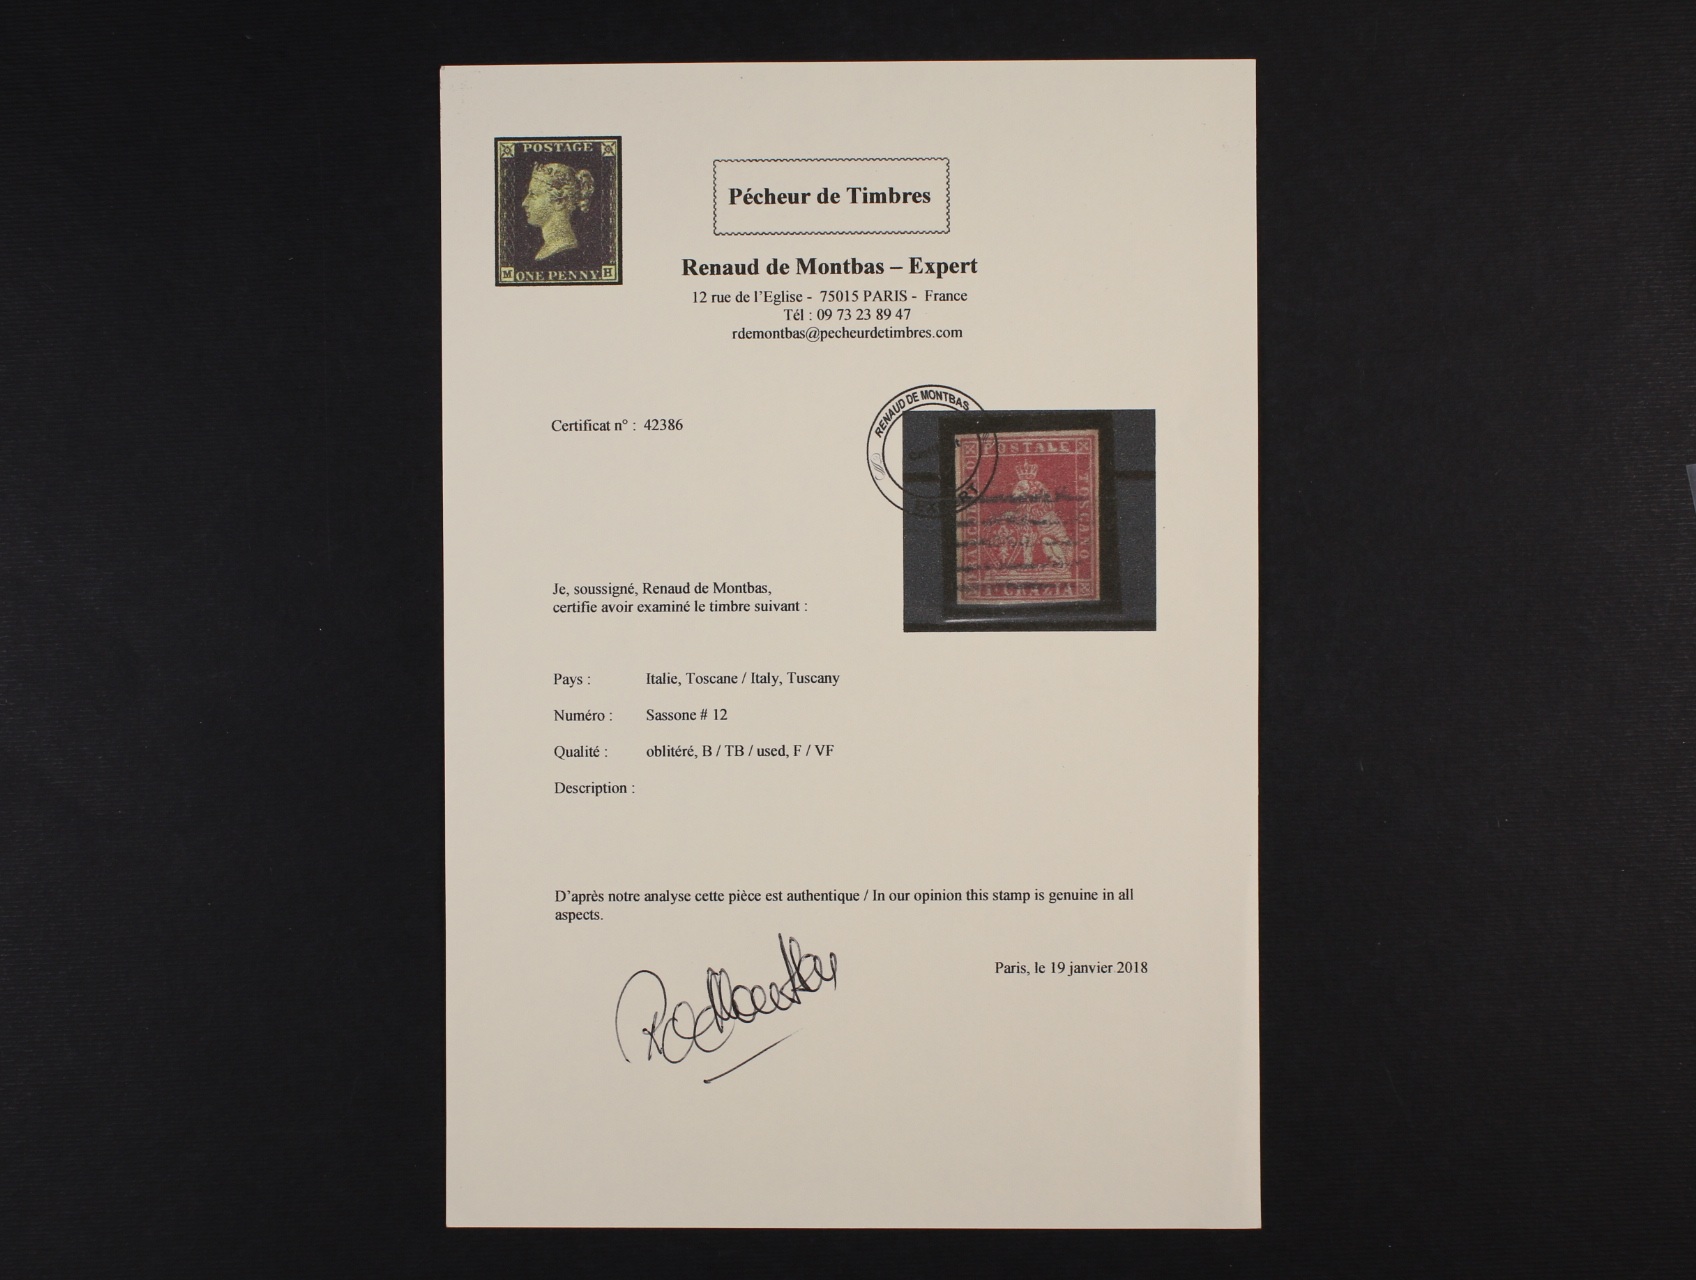 POSTAGE
M ONE PENNY. H
Pécheur de Timbres
Renaud de Montbas – Expert
12 rue de l'Eglise - 75015 PARIS - France
Tél : 09 73 23 89 47
rdemontbas@pecheurdetimbres.com
Certificat n° : 42386
RENAUD DE MONTBAS
EXPERT
POSTALE
TOSCANO
1 CRAZIA
Je, soussigné, Renaud de Montbas,
certifie avoir examiné le timbre suivant :
Pays : Italie, Toscane / Italy, Tuscany
Numéro : Sassone # 12
Qualité : oblitéré, B / TB / used, F / VF
Description :
D'après notre analyse cette pièce est authentique / In our opinion this stamp is genuine in all
aspects.
Paris, le 19 janvier 2018